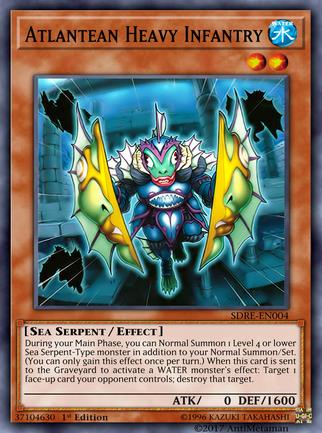 ATLANTEAN HEAVY INFANTRY
WATER
水
SDRE-EN004
[SEA SERPENT / EFFECT]
During your Main Phase, you can Normal Summon 1 Level 4 or lower
Sea Serpent-Type monster in addition to your Normal Summon/Set.
(You can only gain this effect once per turn.) When this card is sent
to the Graveyard to activate a WATER monster's effect: Target 1
face-up card your opponent controls; destroy that target.
ATK/ 0 DEF/1600
37104630 1st Edition ©1996 KAZUKI TAKAHASHI
©2017 AntiMetaman